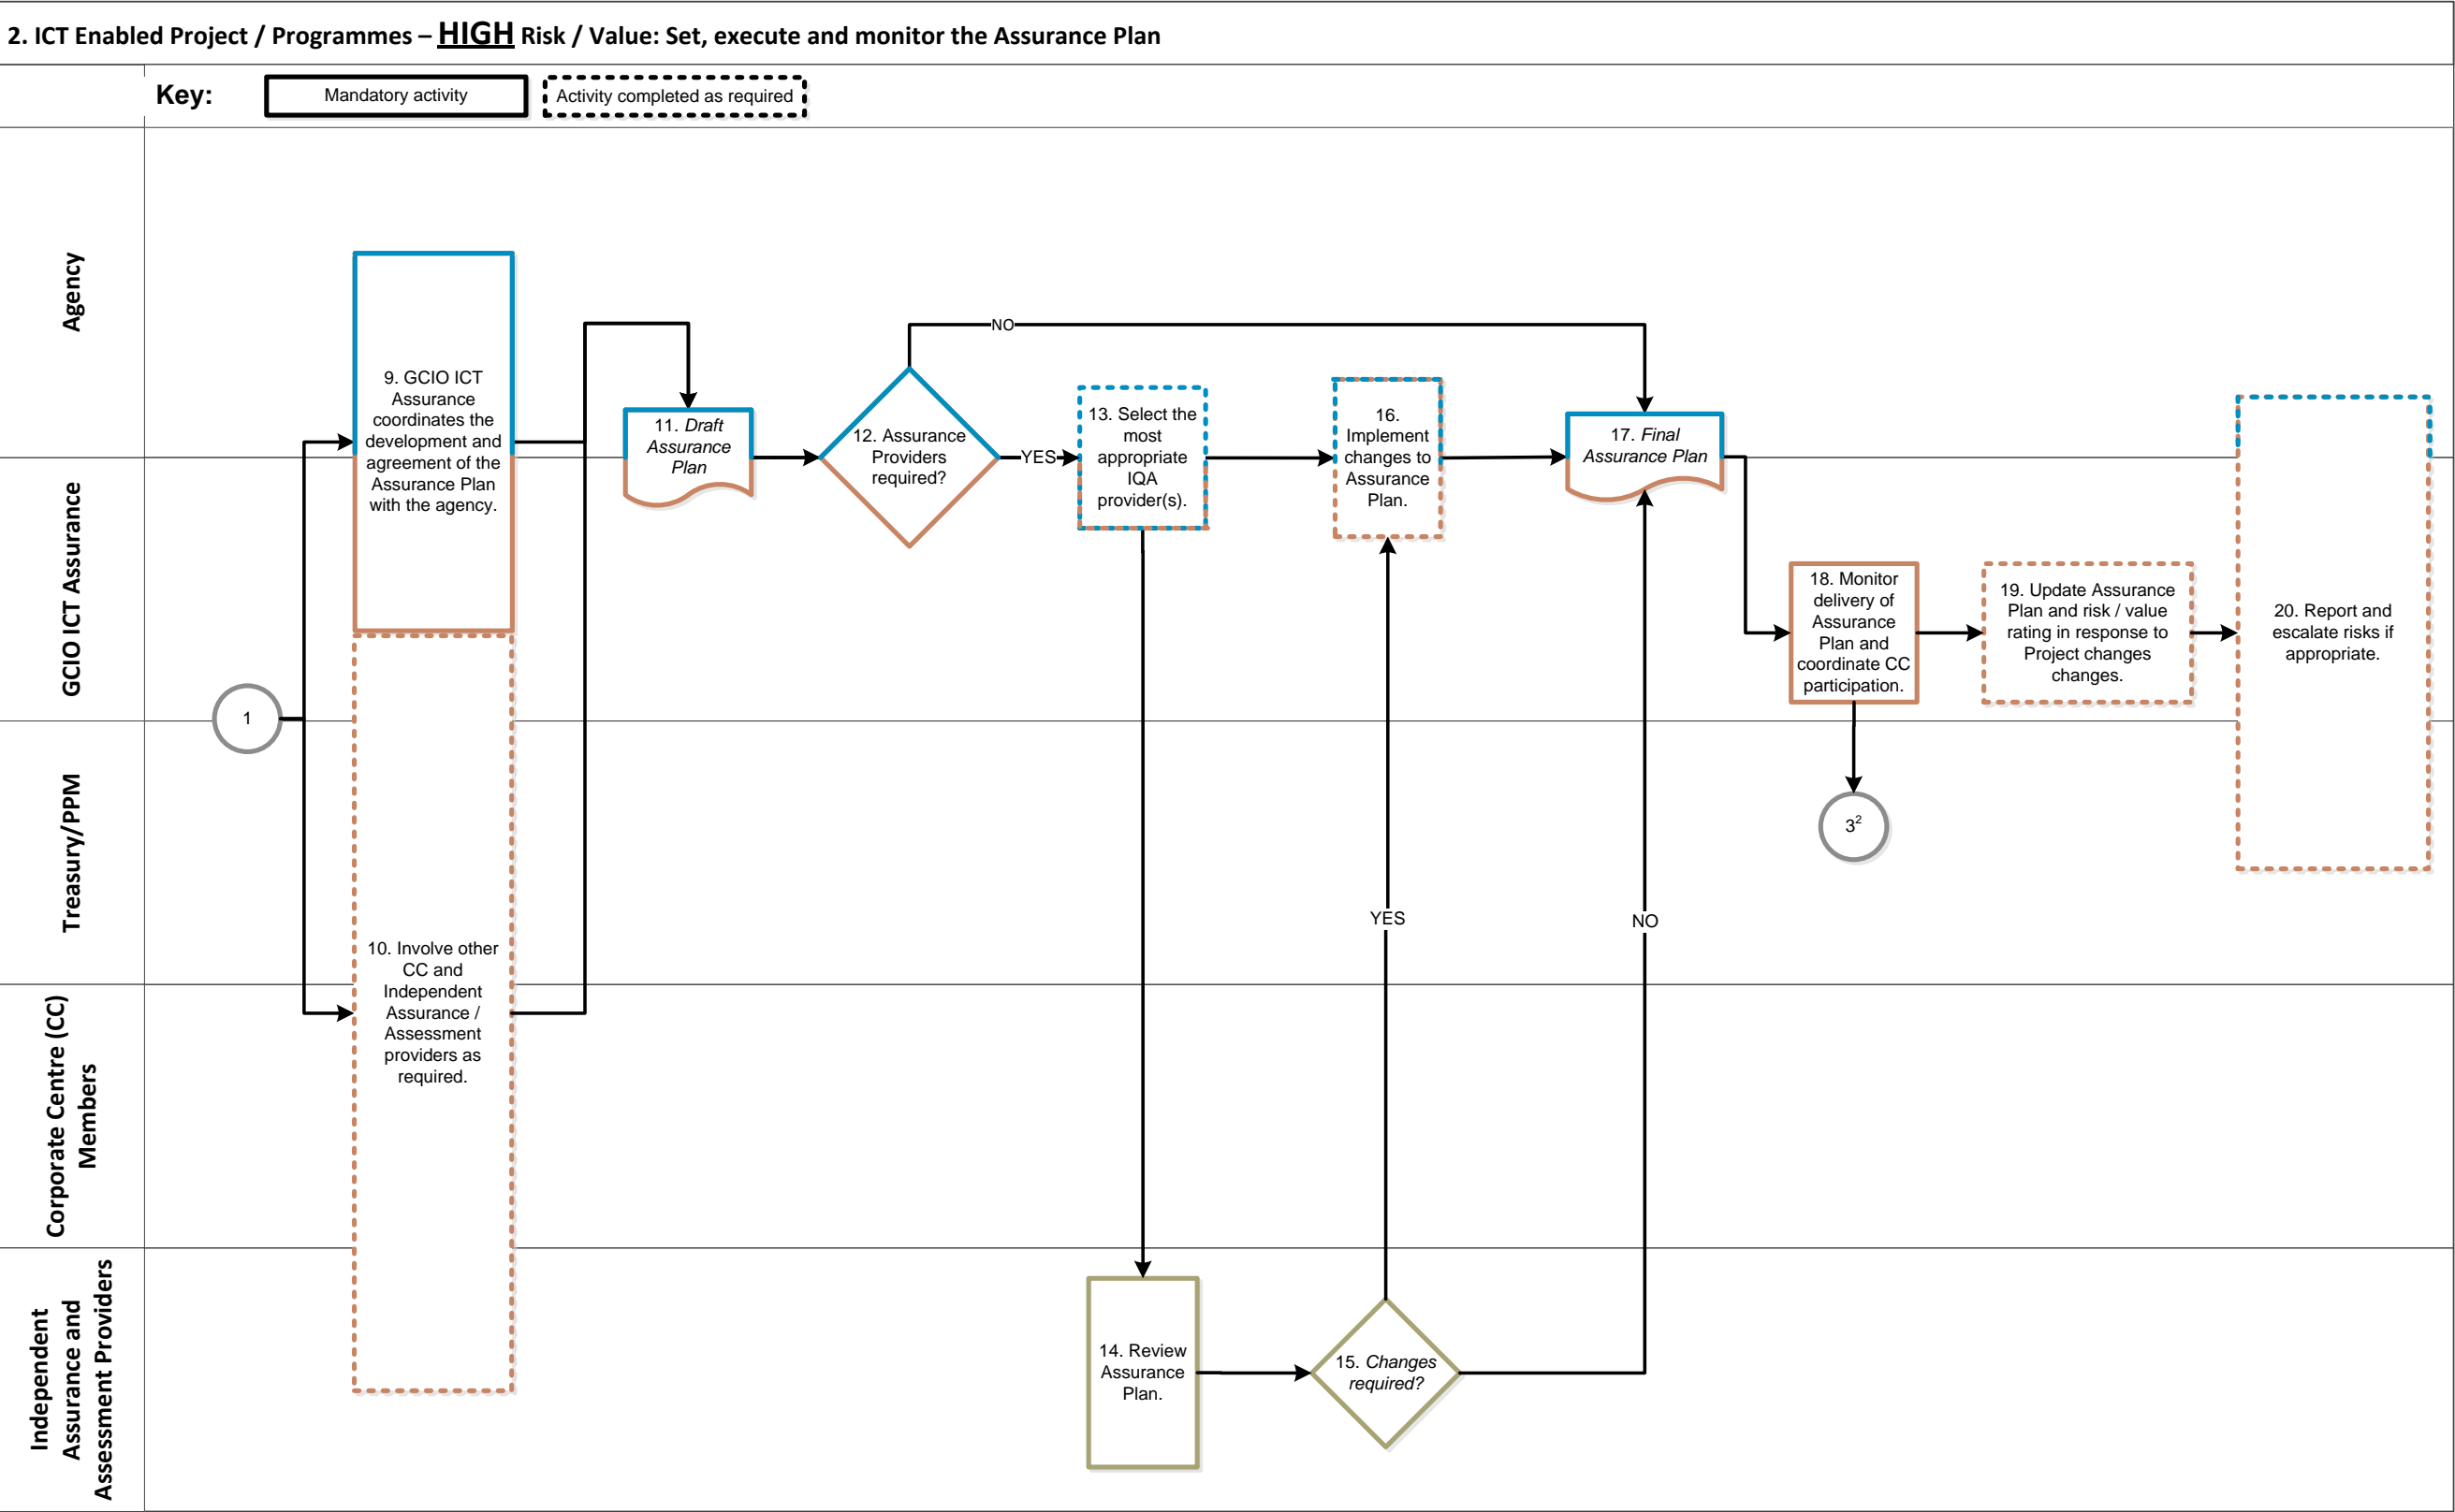 2. ICT Enabled Project / Programmes – HIGH Risk / Value: Set, execute and monitor the Assurance Plan
Key:
Mandatory activity
Activity completed as required
Agency
GCIO ICT Assurance
Treasury/PPM
Corporate Centre (CC)
Members
Independent
Assurance and
Assessment Providers
1
9. GCIO ICT
Assurance
coordinates the
development and
agreement of the
Assurance Plan
with the agency.
10. Involve other
CC and
Independent
Assurance /
Assessment
providers as
required.
11. Draft
Assurance
Plan
12. Assurance
Providers
required?
NO
YES
13. Select the
most
appropriate
IQA
provider(s).
14. Review
Assurance
Plan.
15. Changes
required?
YES
NO
16.
Implement
changes to
Assurance
Plan.
17. Final
Assurance Plan
18. Monitor
delivery of
Assurance
Plan and
coordinate CC
participation.
3²
19. Update Assurance
Plan and risk / value
rating in response to
Project changes
changes.
20. Report and
escalate risks if
appropriate.